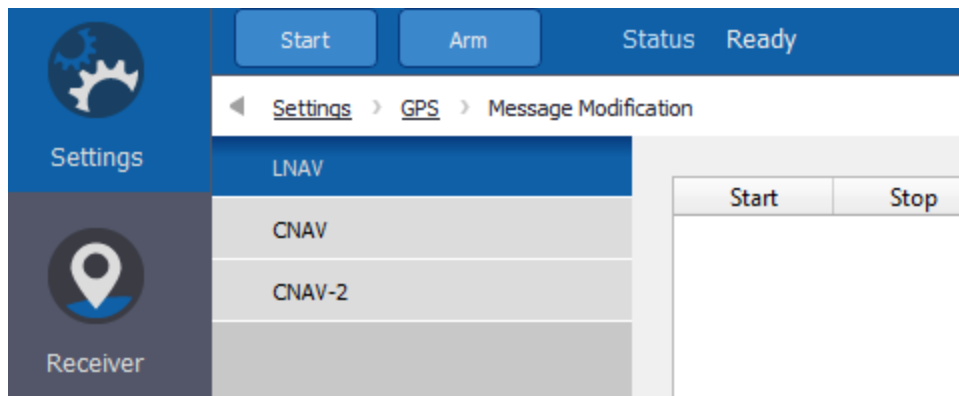 Start Arm Status Ready
Settings > GPS > Message Modification
Settings
LNAV
Start Stop
CNAV
CNAV-2
Receiver